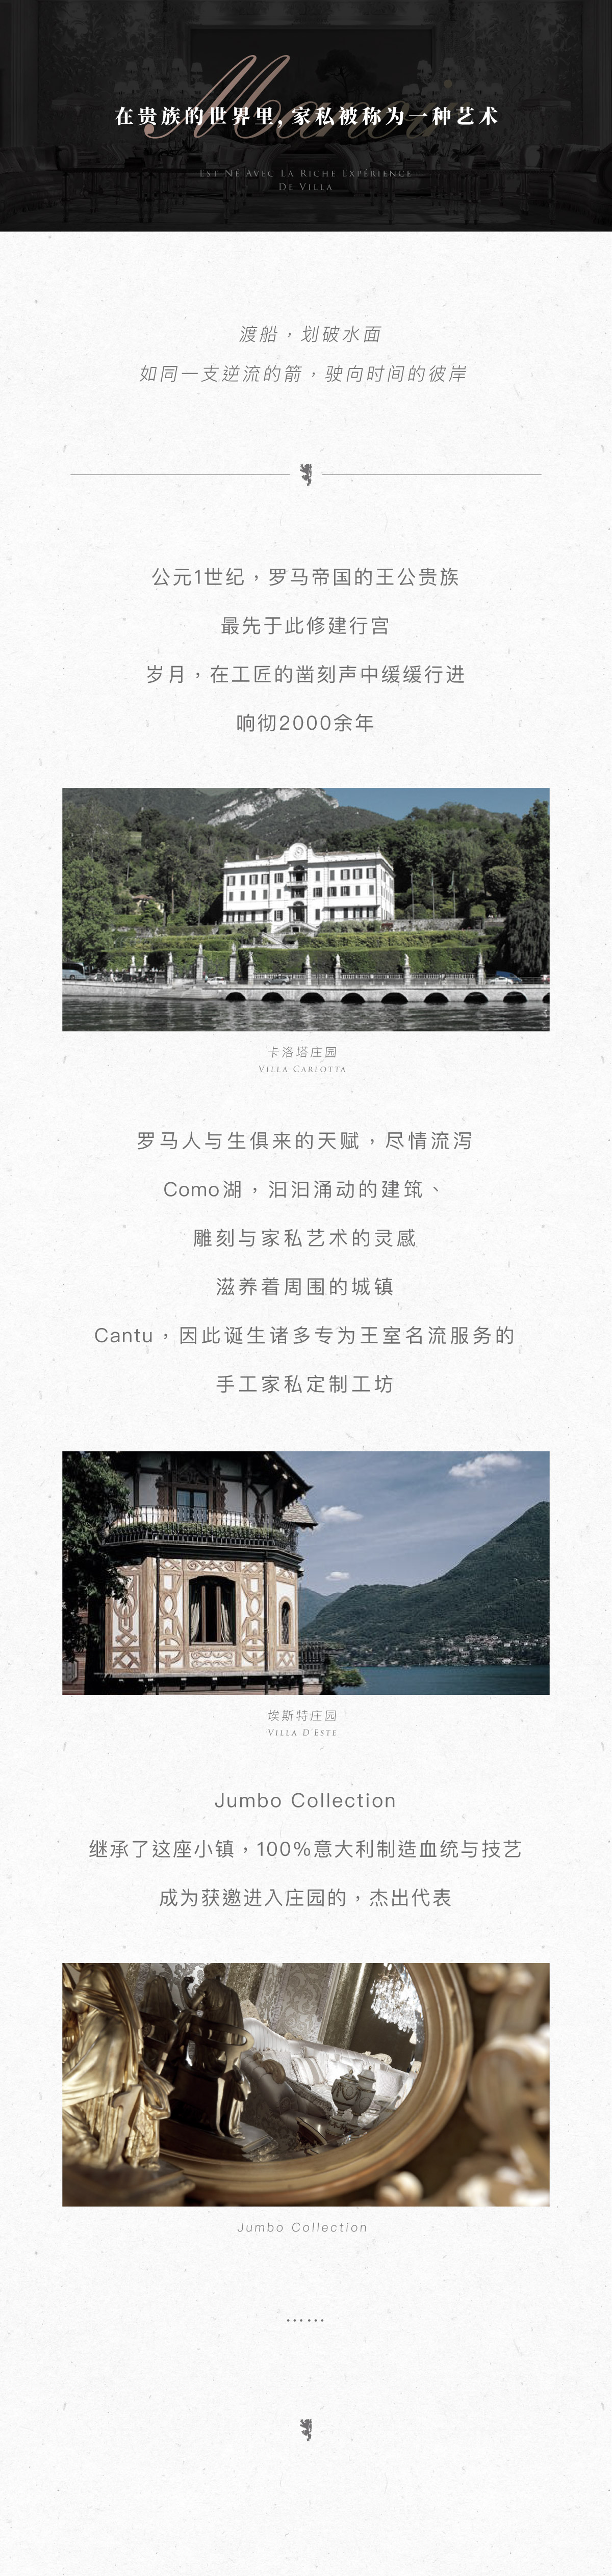 Manoir
在贵族的世界里，家私被称为一种艺术
EST NÉ AVEC LA RICHE EXPÉRIENCE
DE VILLA
渡船，划破水面
如同一支逆流的箭，驶向时间的彼岸
公元1世纪，罗马帝国的王公贵族
最先于此修建行宫
岁月，在工匠的凿刻声中缓缓行进
响彻2000余年
卡洛塔庄园
VILLA CARLOTTA
罗马人与生俱来的天赋，尽情流泻
Como湖，汩汩涌动的建筑、
雕刻与家私艺术的灵感
滋养着周围的城镇
Cantu，因此诞生诸多专为王室名流服务的
手工家私定制工坊
埃斯特庄园
VILLA D'ESTE
Jumbo Collection
继承了这座小镇，100%意大利制造血统与技艺
成为获邀进入庄园的，杰出代表
Jumbo Collection
……